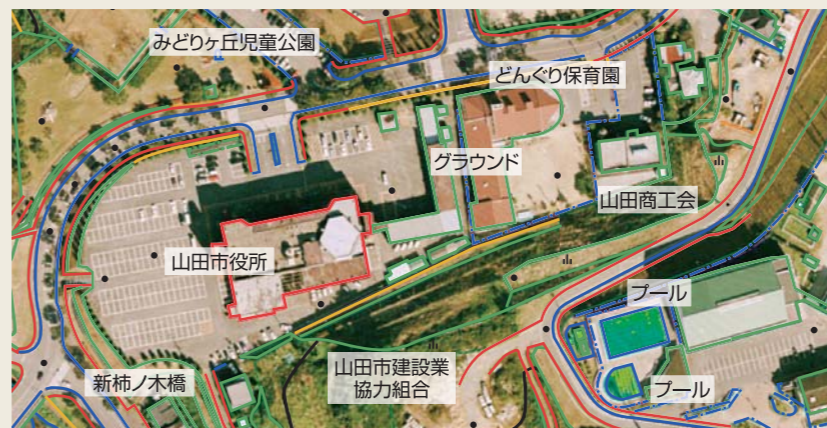 みどりヶ丘児童公園
どんぐり保育園
グラウンド
山田商工会
山田市役所
プール
山田市建設業
協力組合
新柿ノ木橋
プール